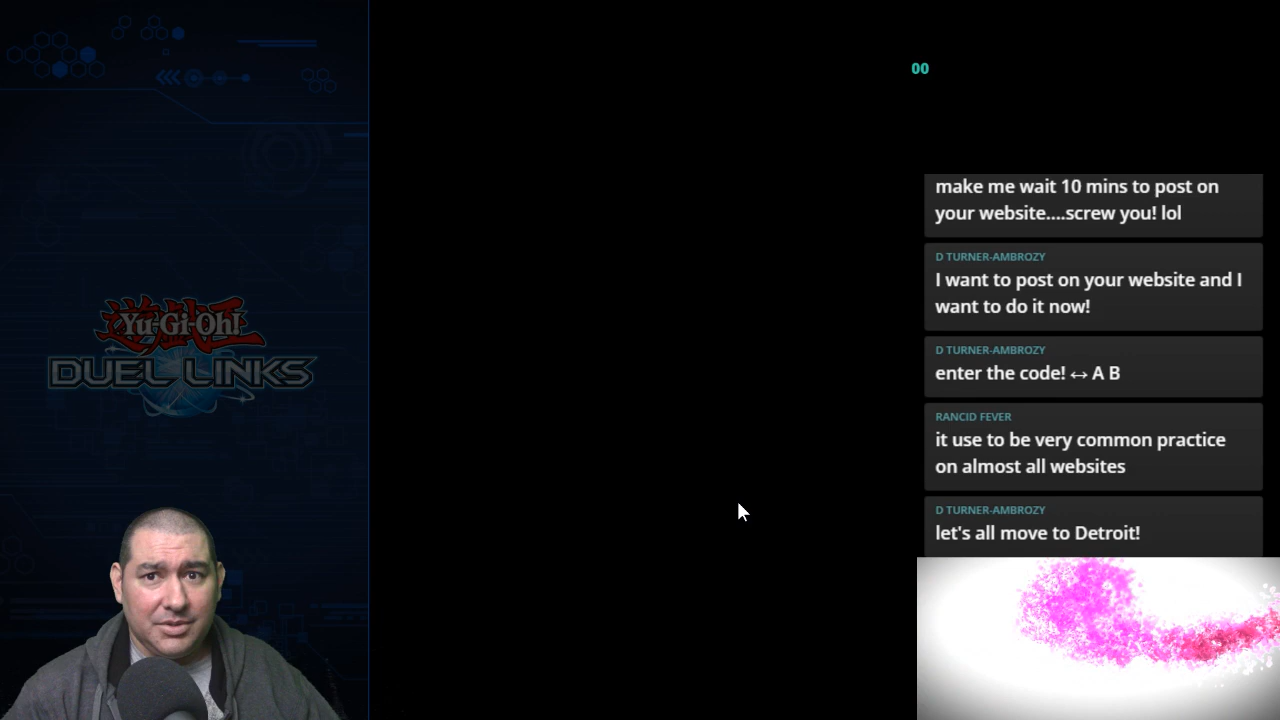 00
make me wait 10 mins to post on
your website....screw you! lol
D TURNER-AMBROZY
I want to post on your website and I
want to do it now!
D TURNER-AMBROZY
enter the code! ↔ A B
RANCID FEVER
it use to be very common practice
on almost all websites
D TURNER-AMBROZY
let's all move to Detroit!
遊戯王
Yu-Gi-Oh!
DUEL LINKS